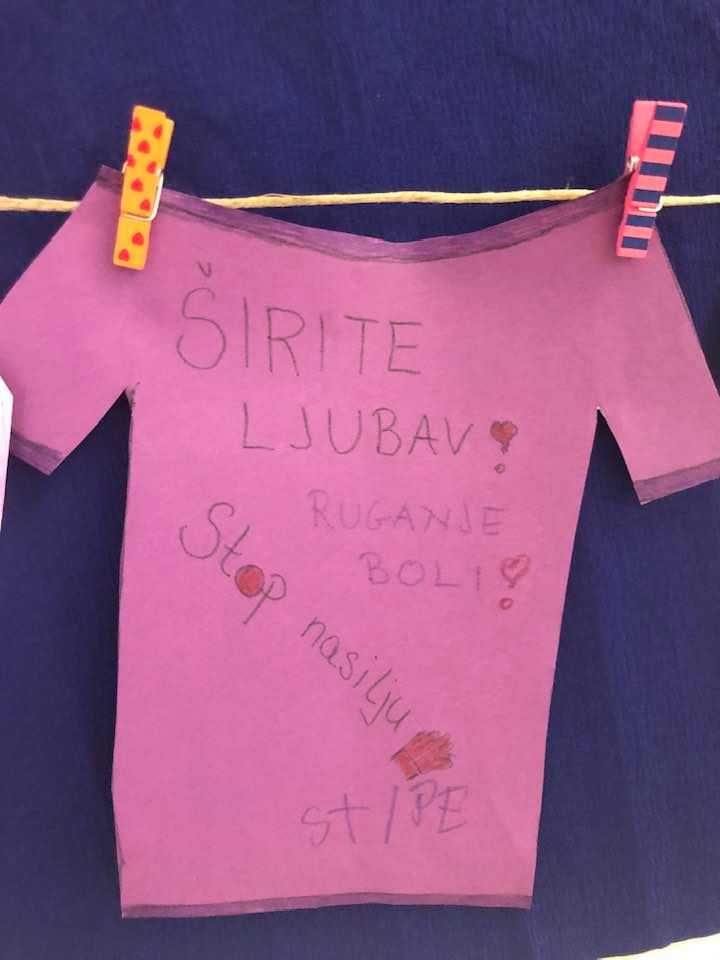 ŠIRITE
LJUBAV!
RUGANJE
BOLI!
Stop nasilju
STIPE